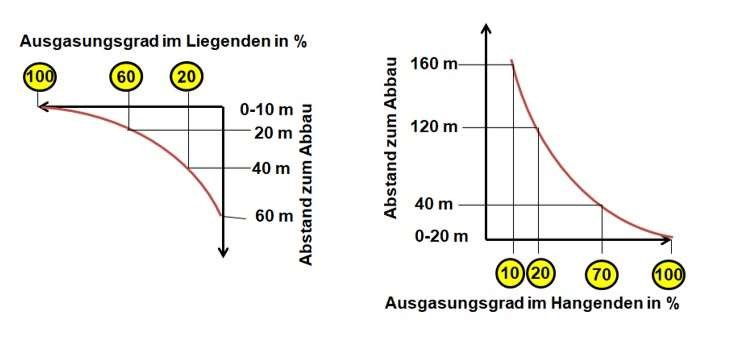 Ausgasungsgrad im Liegenden in %
100
60
20
0-10 m
20 m
40 m
60 m
Abstand zum Abbau
Abstand zum Abbau
160 m
120 m
40 m
0-20 m
10
20
70
100
Ausgasungsgrad im Hangenden in %